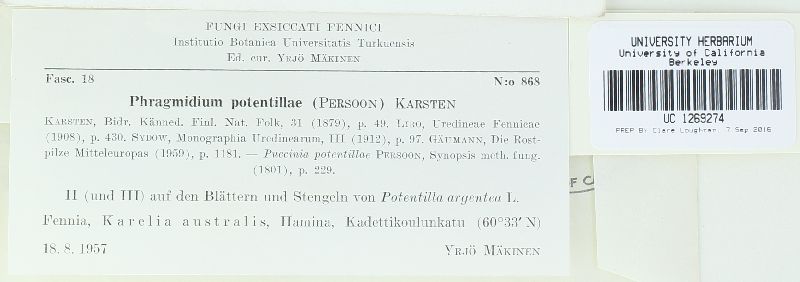 FUNGI EXSICCATI FENNICI
Institutio Botanica Universitatis Turkuensis
Ed. cur. YRJÖ MÄKINEN
Fasc. 18 N:o 868
Phragmidium potentillae (PERSOON) KARSTEN
KARSTEN, Bidr. Känned. Finl. Nat. Folk, 31 (1879), p. 49. LIRO, Uredineae Fennicae
(1908), p. 430. SYDOW, Monographia Uredinearum, III (1912), p. 97. GÄUMANN, Die Rost-
pilze Mitteleuropas (1959), p. 1181. — Puccinia potentillae PERSOON, Synopsis meth. fung.
(1801), p. 229.
II (und III) auf den Blättern und Stengeln von Potentilla argentea L.
Fennia, Karelia australis, Hamina, Kadettikoulunkatu (60°33′ N)
18. 8. 1957 YRJÖ MÄKINEN
UNIVERSITY HERBARIUM
University of California
Berkeley
UC 1269274
PREP BY Clare Loughran, 7 Sep 2016